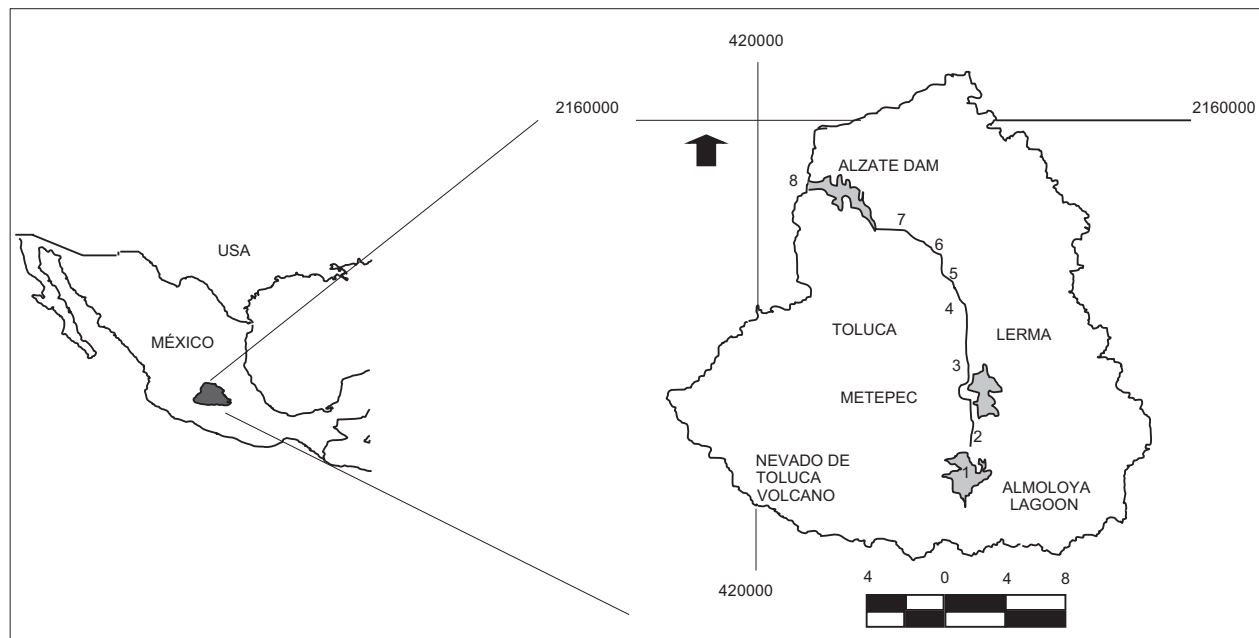 USA
MÉXICO
420000
2160000
2160000
ALZATE DAM
8
7
6
5
4
TOLUCA
LERMA
3
METEPEC
2
NEVADO DE
TOLUCA
VOLCANO
1
ALMOLOYA
LAGOON
420000
4 0 4 8